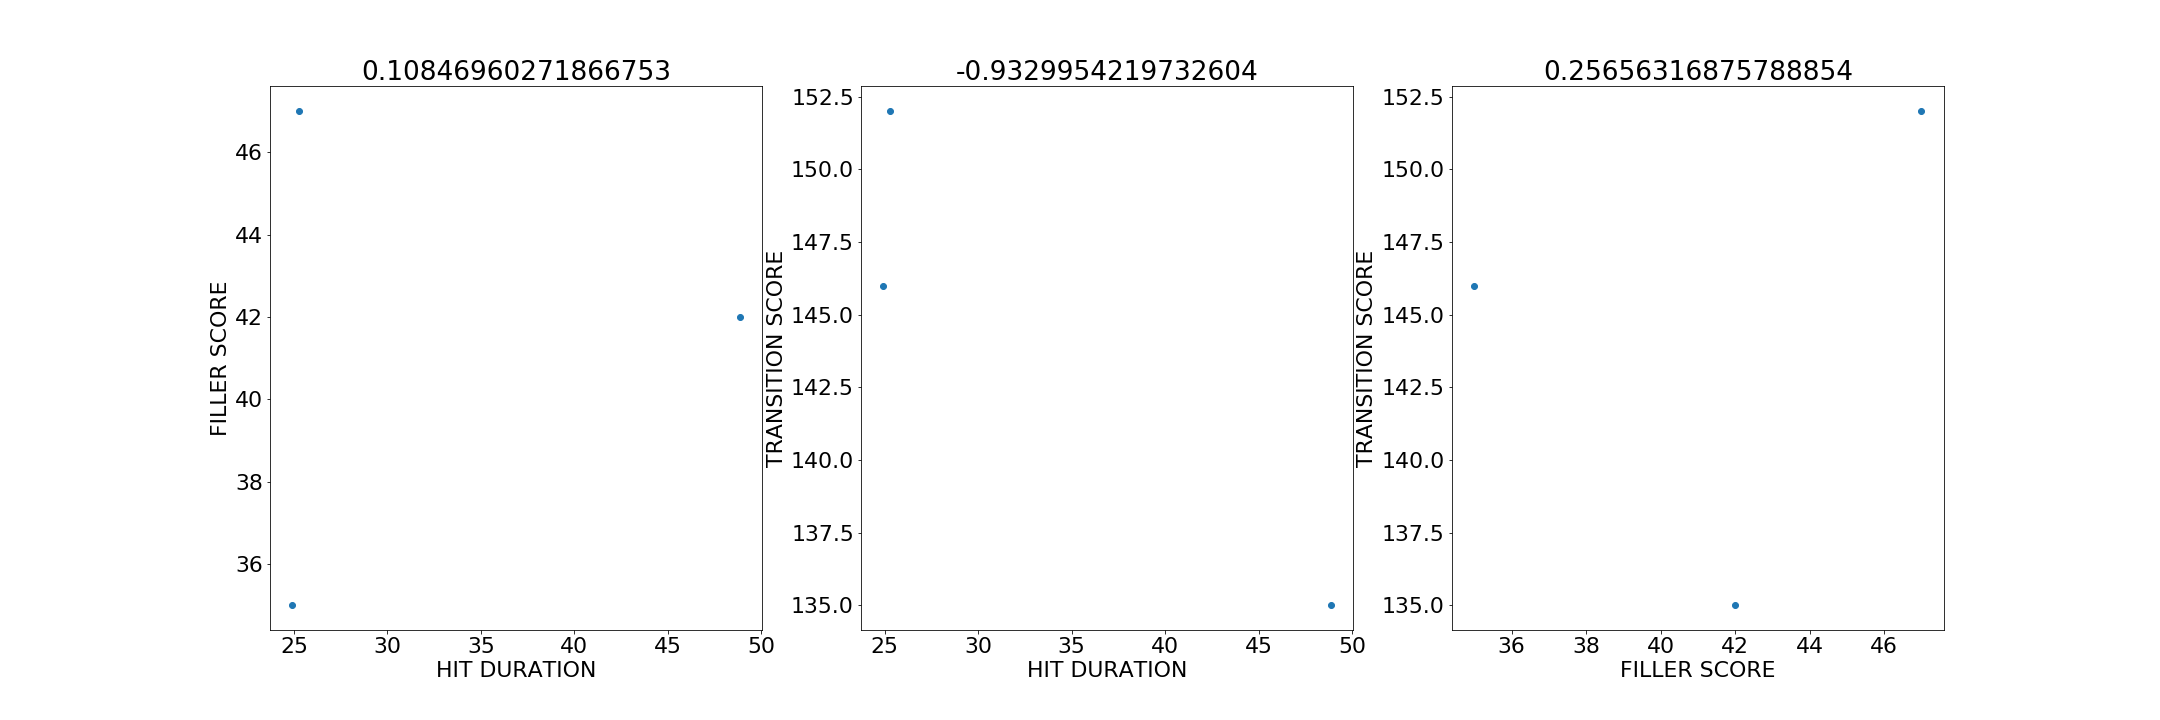 0.10846960271866753
46
44
42
40
38
36
FILLER SCORE
25 30 35 40 45 50
HIT DURATION
-0.9329954219732604
152.5
150.0
147.5
145.0
142.5
140.0
137.5
135.0
TRANSITION SCORE
25 30 35 40 45 50
HIT DURATION
0.25656316875788854
152.5
150.0
147.5
145.0
142.5
140.0
137.5
135.0
TRANSITION SCORE
36 38 40 42 44 46
FILLER SCORE